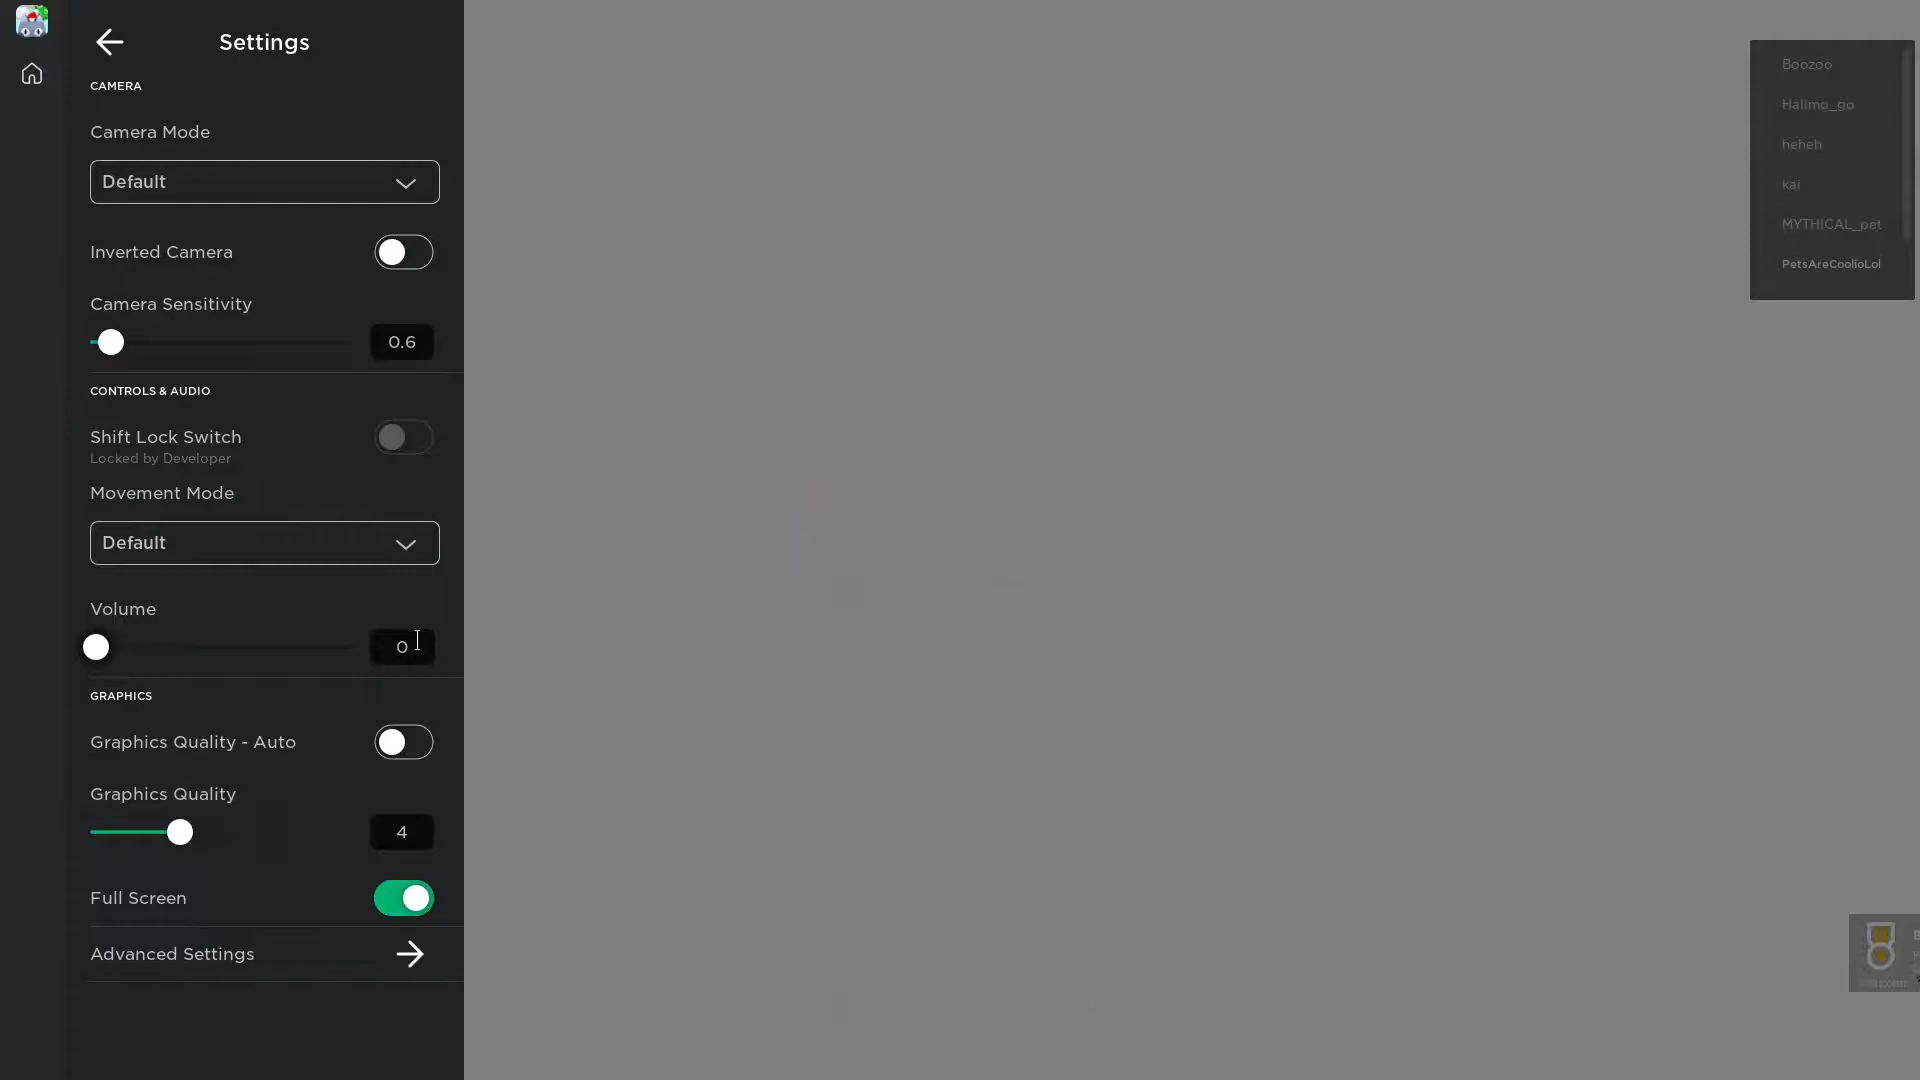 Settings
CAMERA
Camera Mode
Default
Inverted Camera
Camera Sensitivity
0.6
CONTROLS & AUDIO
Shift Lock Switch
Locked by Developer
Movement Mode
Default
Volume
0
GRAPHICS
Graphics Quality - Auto
Graphics Quality
4
Full Screen
Advanced Settings
Boozoo
Halimo_go
heheh
kai
MYTHICAL_pet
PetsAreCoolioLol